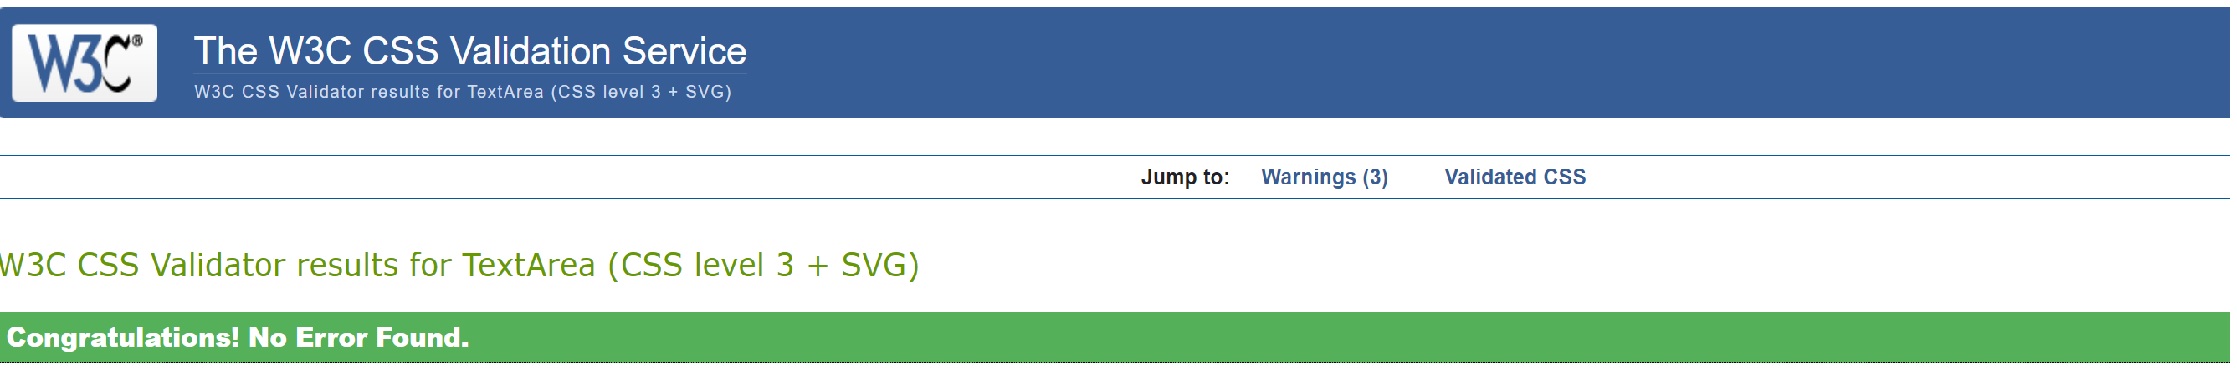 W3C®
The W3C CSS Validation Service
W3C CSS Validator results for TextArea (CSS level 3 + SVG)
Jump to: Warnings (3) Validated CSS
W3C CSS Validator results for TextArea (CSS level 3 + SVG)
Congratulations! No Error Found.